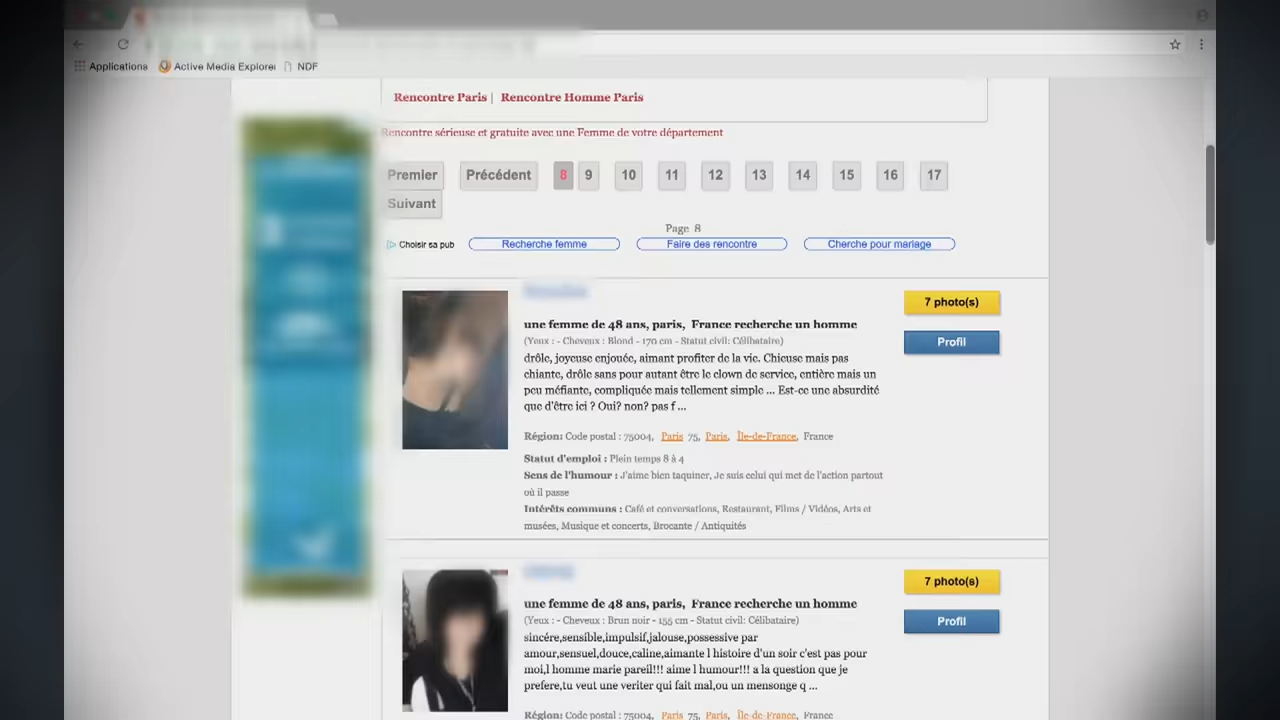 Applications Active Media Explorer NDF
Rencontre Paris | Rencontre Homme Paris
Rencontre sérieuse et gratuite avec une Femme de votre département
Premier Précédent 8 9 10 11 12 13 14 15 16 17
Suivant
Page 8
Choisir sa pub Recherche femme Faire des rencontre Cherche pour mariage
7 photo(s)
une femme de 48 ans, paris, France recherche un homme
(Yeux : - Cheveux : Blond - 170 cm - Statut civil: Célibataire)
Profil
drôle, joyeuse enjouée, aimant profiter de la vie. Chieuse mais pas
chiante, drôle sans pour autant être le clown de service, entière mais un
peu méfiante, compliquée mais tellement simple ... Est-ce une absurdité
que d'être ici ? Oui? non? pas f ...
Région: Code postal : 75004, Paris 75, Paris, Île-de-France, France
Statut d'emploi : Plein temps 8 à 4
Sens de l'humour : J'aime bien taquiner, Je suis celui qui met de l'action partout
où il passe
Intérêts communs : Café et conversations, Restaurant, Films / Vidéos, Arts et
musées, Musique et concerts, Brocante / Antiquités
7 photo(s)
une femme de 48 ans, paris, France recherche un homme
(Yeux : - Cheveux : Brun noir - 155 cm - Statut civil: Célibataire)
Profil
sincére,sensible,impulsif,jalouse,possessive par
amour,sensuel,douce,caline,aimante l histoire d'un soir c'est pas pour
moi,l homme marie pareil!!! aime l humour!!! a la question que je
prefere,tu veut une veriter qui fait mal,ou un mensonge q ...
Région: Code postal : 75004, Paris 75, Paris, Île-de-France, France